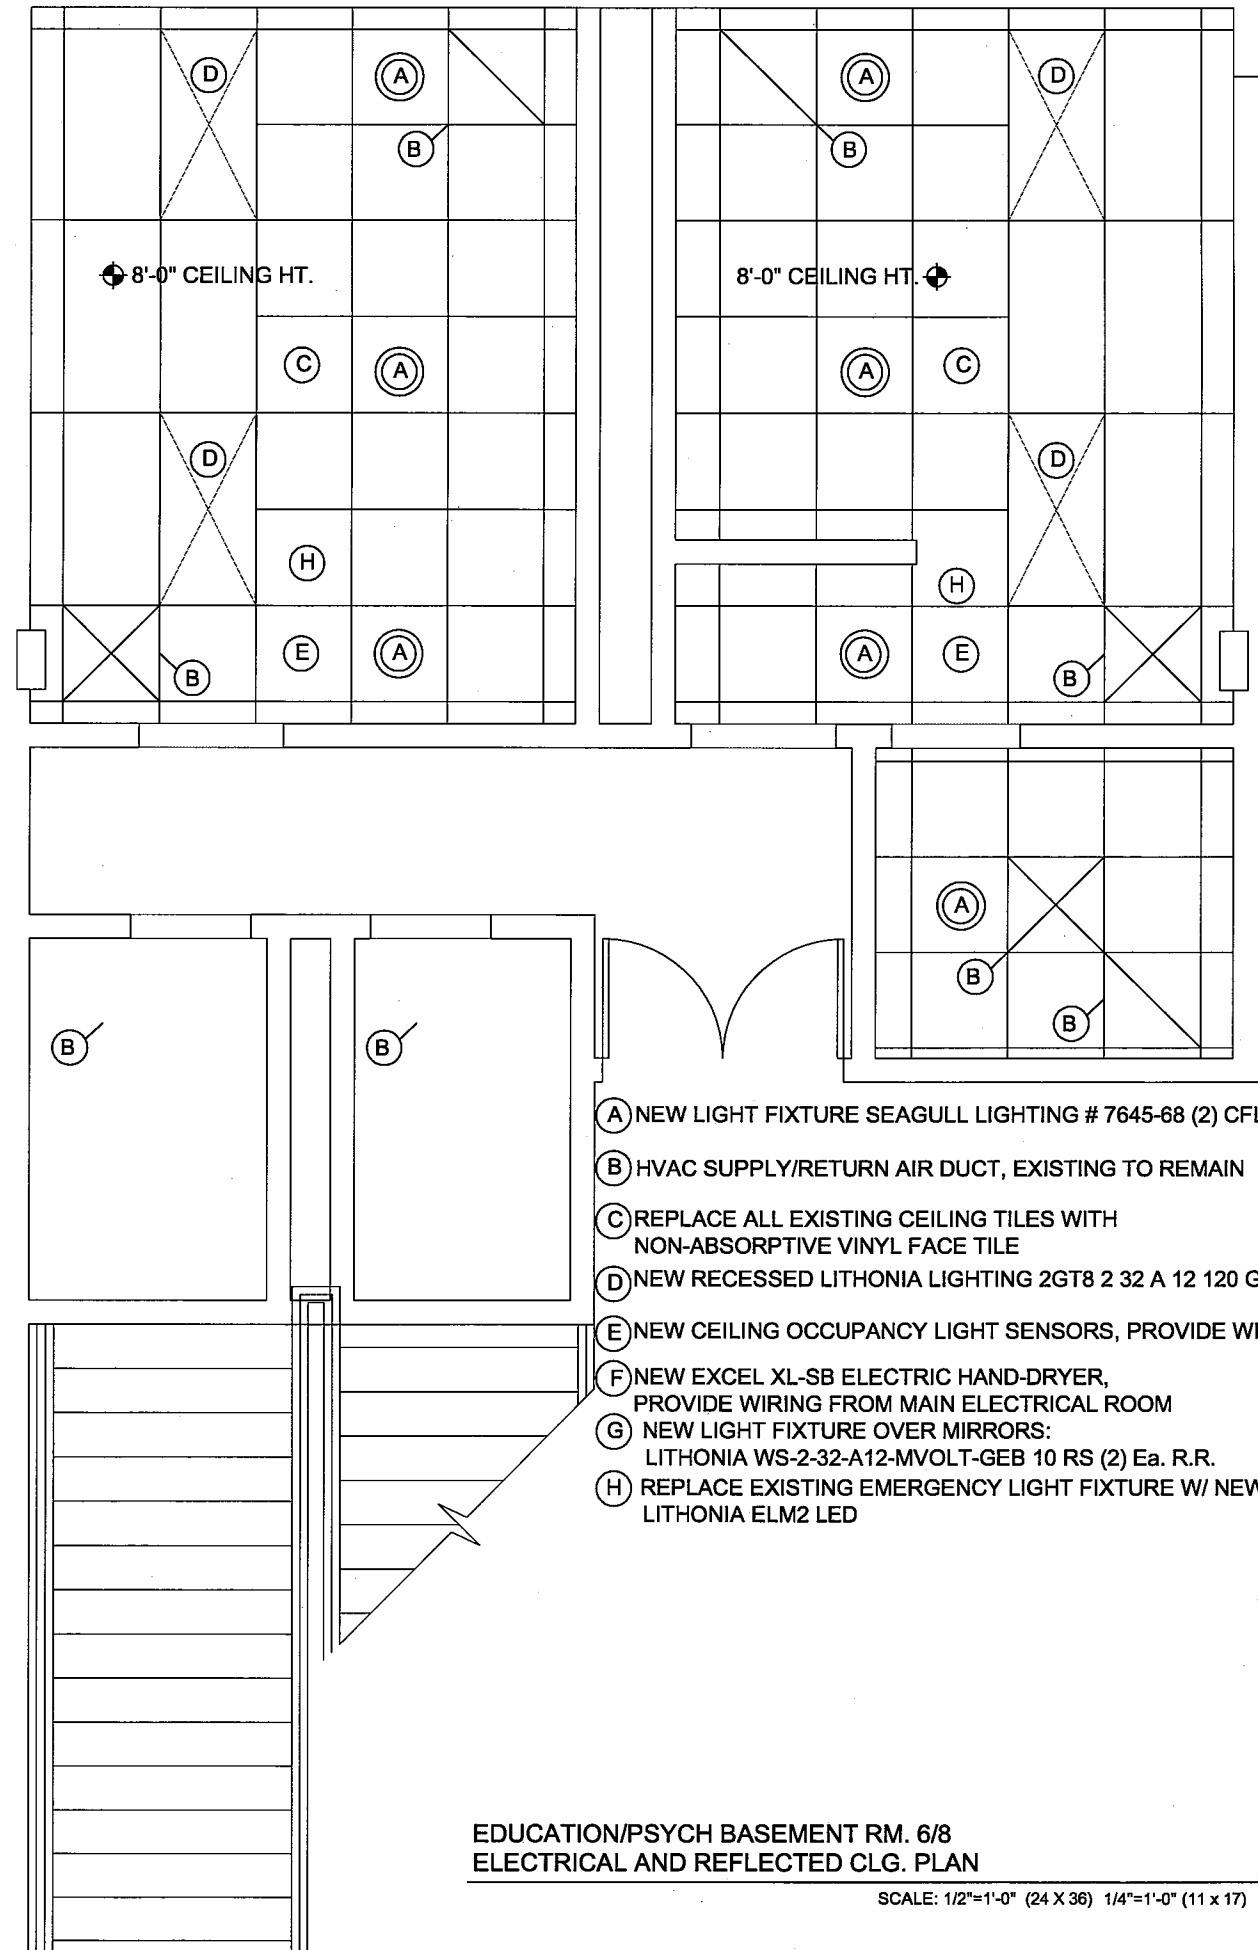 D
A
A
D
B
B
8'-0" CEILING HT.
8'-0" CEILING HT.
C
A
A
C
D
D
H
H
E
A
A
E
B
B
A
B
B
B
B
A NEW LIGHT FIXTURE SEAGULL LIGHTING # 7645-68 (2) CFL
B HVAC SUPPLY/RETURN AIR DUCT, EXISTING TO REMAIN
C REPLACE ALL EXISTING CEILING TILES WITH
NON-ABSORPTIVE VINYL FACE TILE
D NEW RECESSED LITHONIA LIGHTING 2GT8 2 32 A 12 120 G
E NEW CEILING OCCUPANCY LIGHT SENSORS, PROVIDE
F NEW EXCEL XL-SB ELECTRIC HAND-DRYER,
PROVIDE WIRING FROM MAIN ELECTRICAL ROOM
G NEW LIGHT FIXTURE OVER MIRRORS:
LITHONIA WS-2-32-A12-MVOLT-GEB 10 RS (2) Ea. R.R.
H REPLACE EXISTING EMERGENCY LIGHT FIXTURE W/ NEW
LITHONIA ELM2 LED
EDUCATION/PSYCH BASEMENT RM. 6/8
ELECTRICAL AND REFLECTED CLG. PLAN
SCALE: 1/2"=1'-0" (24 X 36) 1/4"=1'-0" (11 x 17)